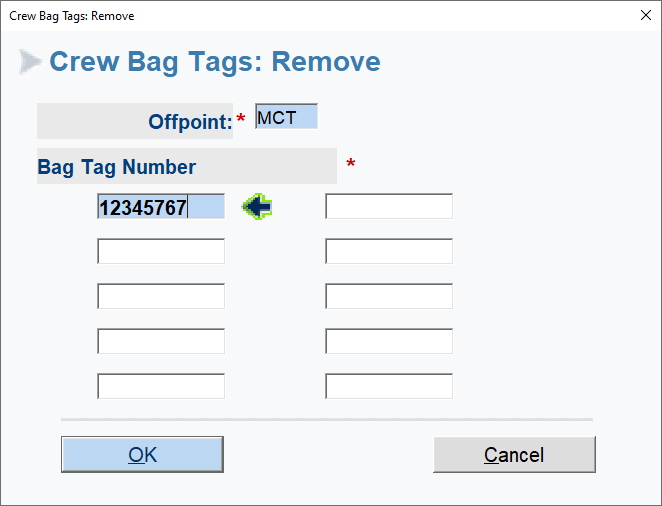 Crew Bag Tags: Remove
Crew Bag Tags: Remove
Offpoint:* MCT
Bag Tag Number *
12345767
OK Cancel